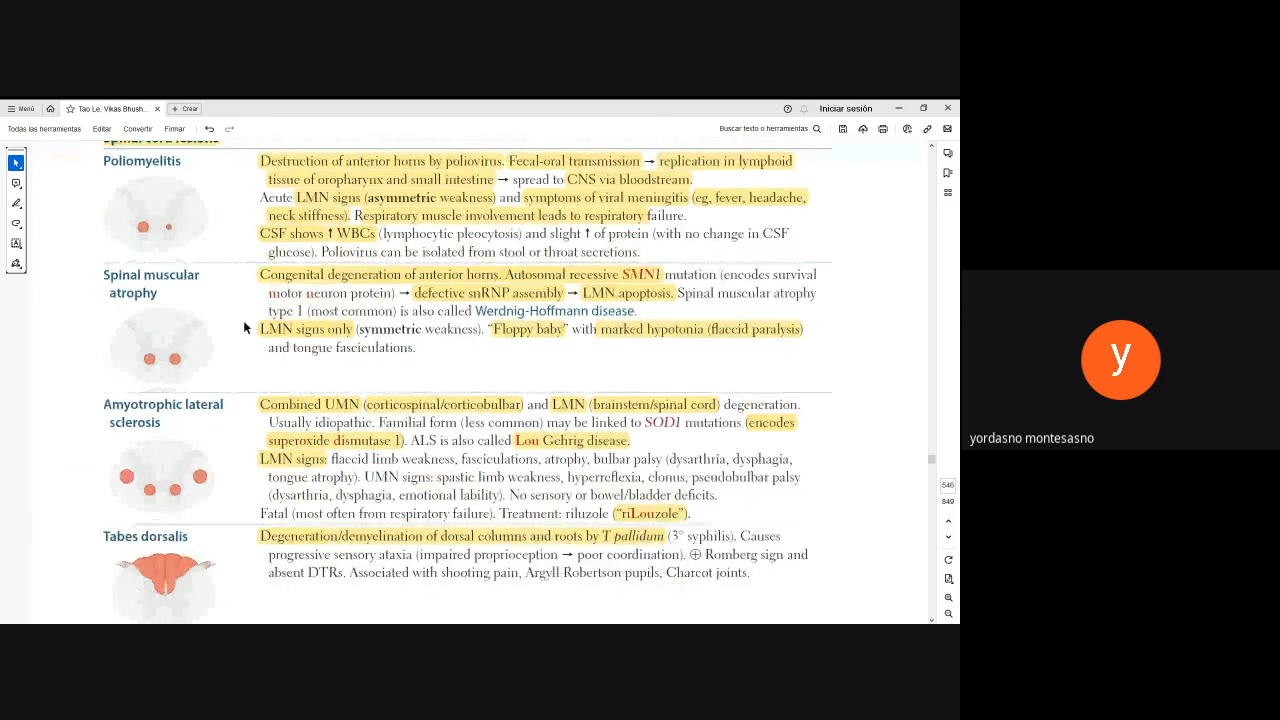 Menú
Tao Le, Vikas Bhush...
Crear
Iniciar sesión
Todas las herramientas
Editar
Convertir
Firmar
Buscar texto o herramientas
Spinal cord lesions
Poliomyelitis
Destruction of anterior horns by poliovirus. Fecal-oral transmission → replication in lymphoid
tissue of oropharynx and small intestine → spread to CNS via bloodstream.
Acute LMN signs (asymmetric weakness) and symptoms of viral meningitis (eg, fever, headache,
neck stiffness). Respiratory muscle involvement leads to respiratory failure.
CSF shows ↑ WBCs (lymphocytic pleocytosis) and slight ↑ of protein (with no change in CSF
glucose). Poliovirus can be isolated from stool or throat secretions.
Spinal muscular
atrophy
Congenital degeneration of anterior horns. Autosomal recessive SMN1 mutation (encodes survival
motor neuron protein) → defective snRNP assembly → LMN apoptosis. Spinal muscular atrophy
type 1 (most common) is also called Werdnig-Hoffmann disease.
LMN signs only (symmetric weakness). “Floppy baby” with marked hypotonia (flaccid paralysis)
and tongue fasciculations.
Amyotrophic lateral
sclerosis
Combined UMN (corticospinal/corticobulbar) and LMN (brainstem/spinal cord) degeneration.
Usually idiopathic. Familial form (less common) may be linked to SOD1 mutations (encodes
superoxide dismutase 1). ALS is also called Lou Gehrig disease.
LMN signs: flaccid limb weakness, fasciculations, atrophy, bulbar palsy (dysarthria, dysphagia,
tongue atrophy). UMN signs: spastic limb weakness, hyperreflexia, clonus, pseudobulbar palsy
(dysarthria, dysphagia, emotional lability). No sensory or bowel/bladder deficits.
Fatal (most often from respiratory failure). Treatment: riluzole (“riLouzole”).
Tabes dorsalis
Degeneration/demyelination of dorsal columns and roots by T pallidum (3° syphilis). Causes
progressive sensory ataxia (impaired proprioception → poor coordination). ⊕ Romberg sign and
absent DTRs. Associated with shooting pain, Argyll Robertson pupils, Charcot joints.
546
849
y
yordasno montesasno